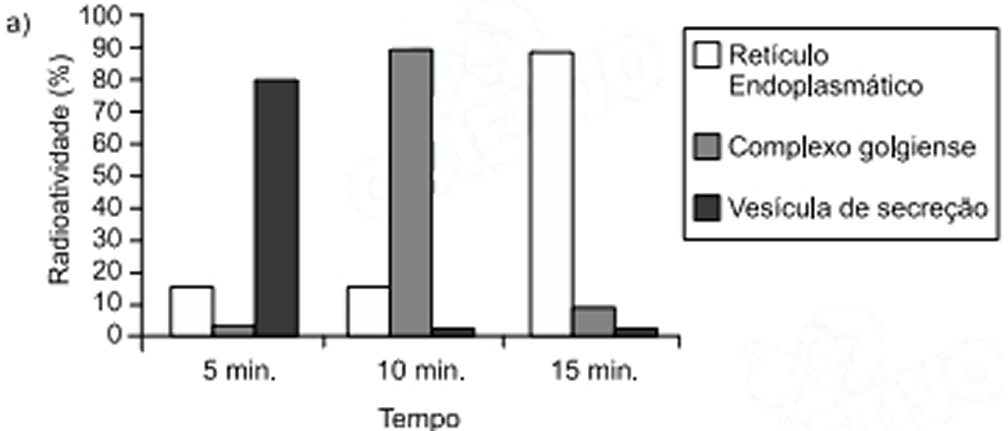 a)
Radioatividade (%)
100
90
80
70
60
50
40
30
20
10
0
5 min.
10 min.
15 min.
Tempo
Retículo
Endoplasmático
Complexo golgiense
Vesícula de secreção